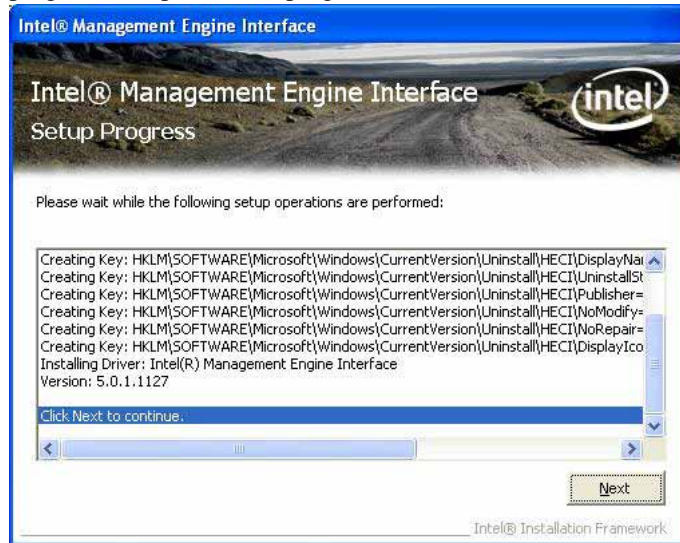 Intel® Management Engine Interface
Intel® Management Engine Interface
(intel)
Setup Progress
Please wait while the following setup operations are performed:
Creating Key: HKLM\SOFTWARE\Microsoft\Windows\CurrentVersion\Uninstall\HECI\DisplayNa
Creating Key: HKLM\SOFTWARE\Microsoft\Windows\CurrentVersion\Uninstall\HECI\UninstallSt
Creating Key: HKLM\SOFTWARE\Microsoft\Windows\CurrentVersion\Uninstall\HECI\Publisher=
Creating Key: HKLM\SOFTWARE\Microsoft\Windows\CurrentVersion\Uninstall\HECI\NoModify=
Creating Key: HKLM\SOFTWARE\Microsoft\Windows\CurrentVersion\Uninstall\HECI\NoRepair=
Creating Key: HKLM\SOFTWARE\Microsoft\Windows\CurrentVersion\Uninstall\HECI\DisplayIco
Installing Driver: Intel(R) Management Engine Interface
Version: 5.0.1.1127
Click Next to continue.
Next
Intel® Installation Framework